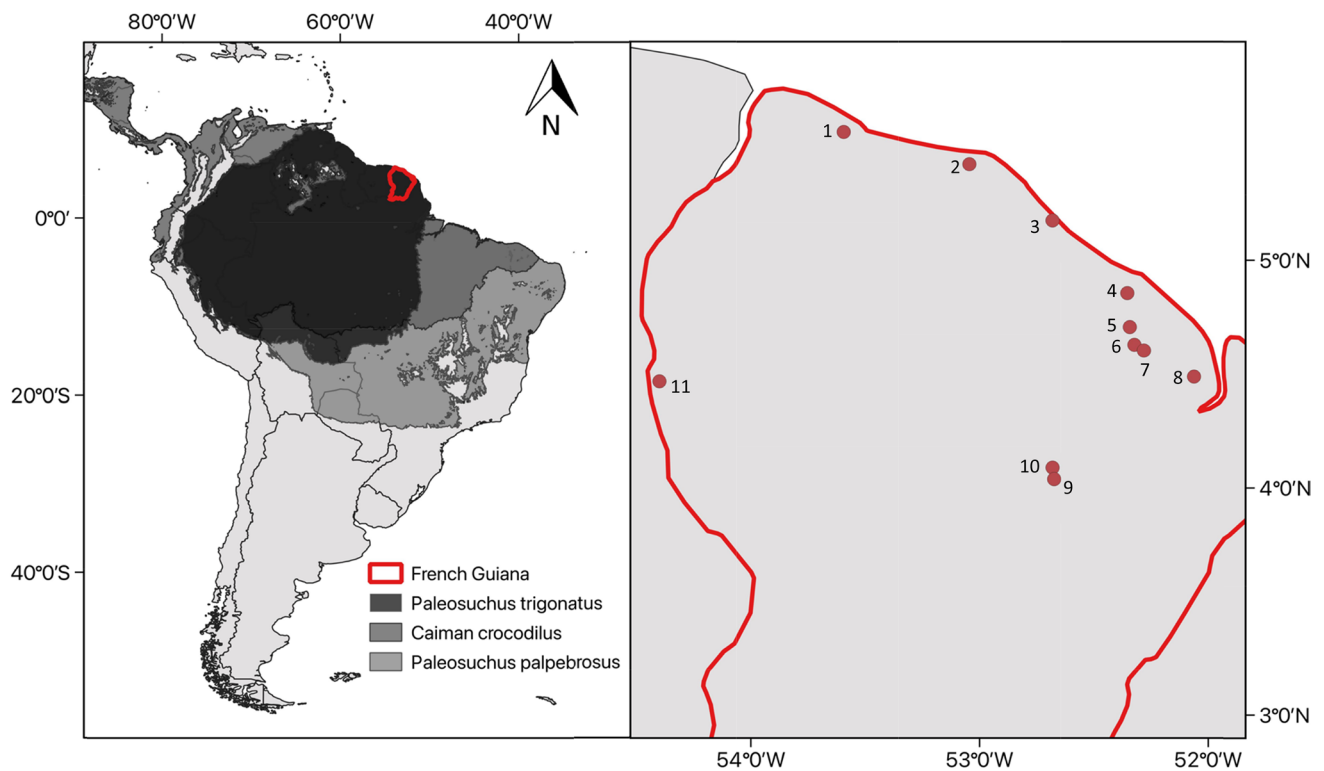 80°0′W 60°0′W 40°0′W
N
0°0′
20°0′S
40°0′S
French Guiana
Paleosuchus trigonatus
Caiman crocodilus
Paleosuchus palpebrosus
1
2
3
4
5
6
7
8
11
10
9
5°0′N
4°0′N
3°0′N
54°0′W 53°0′W 52°0′W